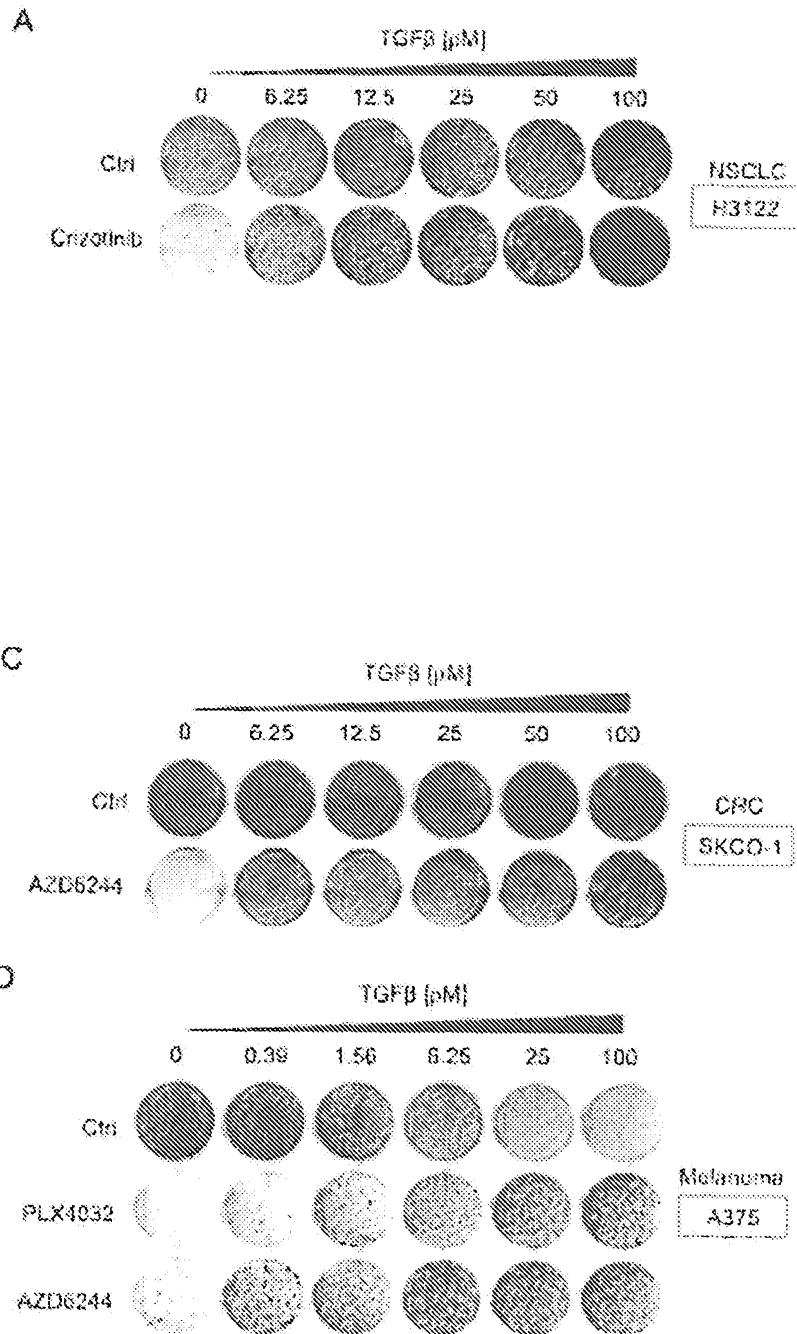 A
TGFβ [pM]
0 6.25 12.5 25 50 100
Ctrl
Crizotinib
NSCLC
H3122
C
TGFβ [pM]
0 6.25 12.5 25 50 100
Ctrl
AZD6244
CRC
SKCO-1
D
TGFβ [pM]
0 0.39 1.56 6.25 25 100
Ctrl
PLX4032
AZD6244
Melanoma
A375